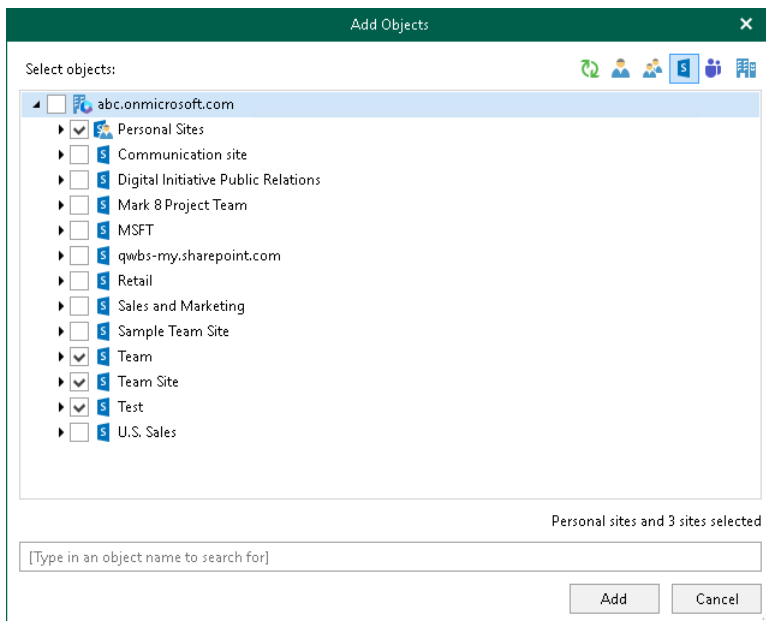 Add Objects
Select objects:
abc.onmicrosoft.com
Personal Sites
Communication site
Digital Initiative Public Relations
Mark 8 Project Team
MSFT
qwbs-my.sharepoint.com
Retail
Sales and Marketing
Sample Team Site
Team
Team Site
Test
U.S. Sales
Personal sites and 3 sites selected
[Type in an object name to search for]
Add Cancel